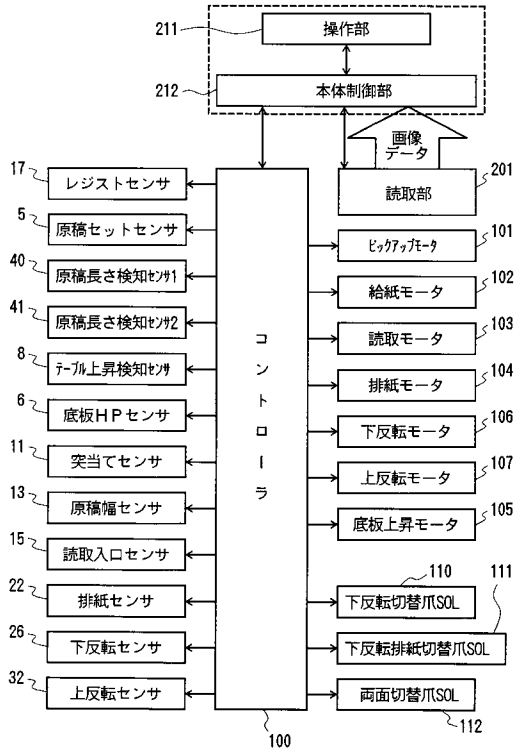 211
操作部
212
本体制御部
画像
データ
17
レジストセンサ
201
読取部
5
原稿セットセンサ
101
ピックアップモータ
40
原稿長さ検知センサ1
102
給紙モータ
41
原稿長さ検知センサ2
103
読取モータ
8
テーブル上昇検知センサ
104
排紙モータ
6
底板HPセンサ
106
下反転モータ
11
突当てセンサ
107
上反転モータ
13
原稿幅センサ
105
底板上昇モータ
15
読取入口センサ
22
排紙センサ
110
下反転切替爪SOL
111
26
下反転センサ
下反転排紙切替爪SOL
32
上反転センサ
両面切替爪SOL
112
コントローラ
100